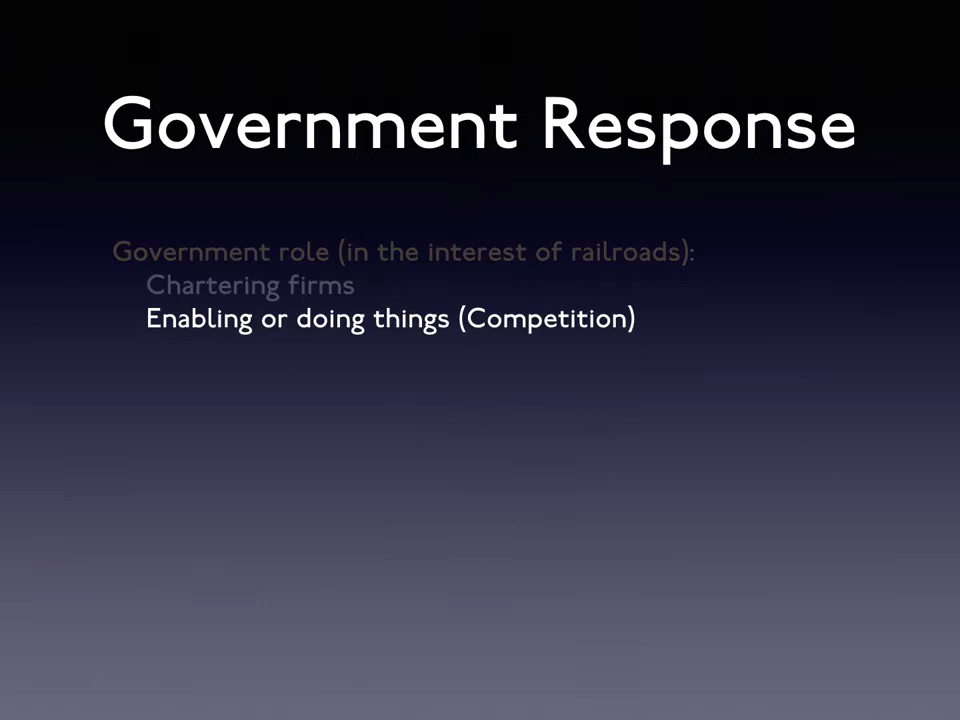 Government Response
Government role (in the interest of railroads):
Chartering firms
Enabling or doing things (Competition)